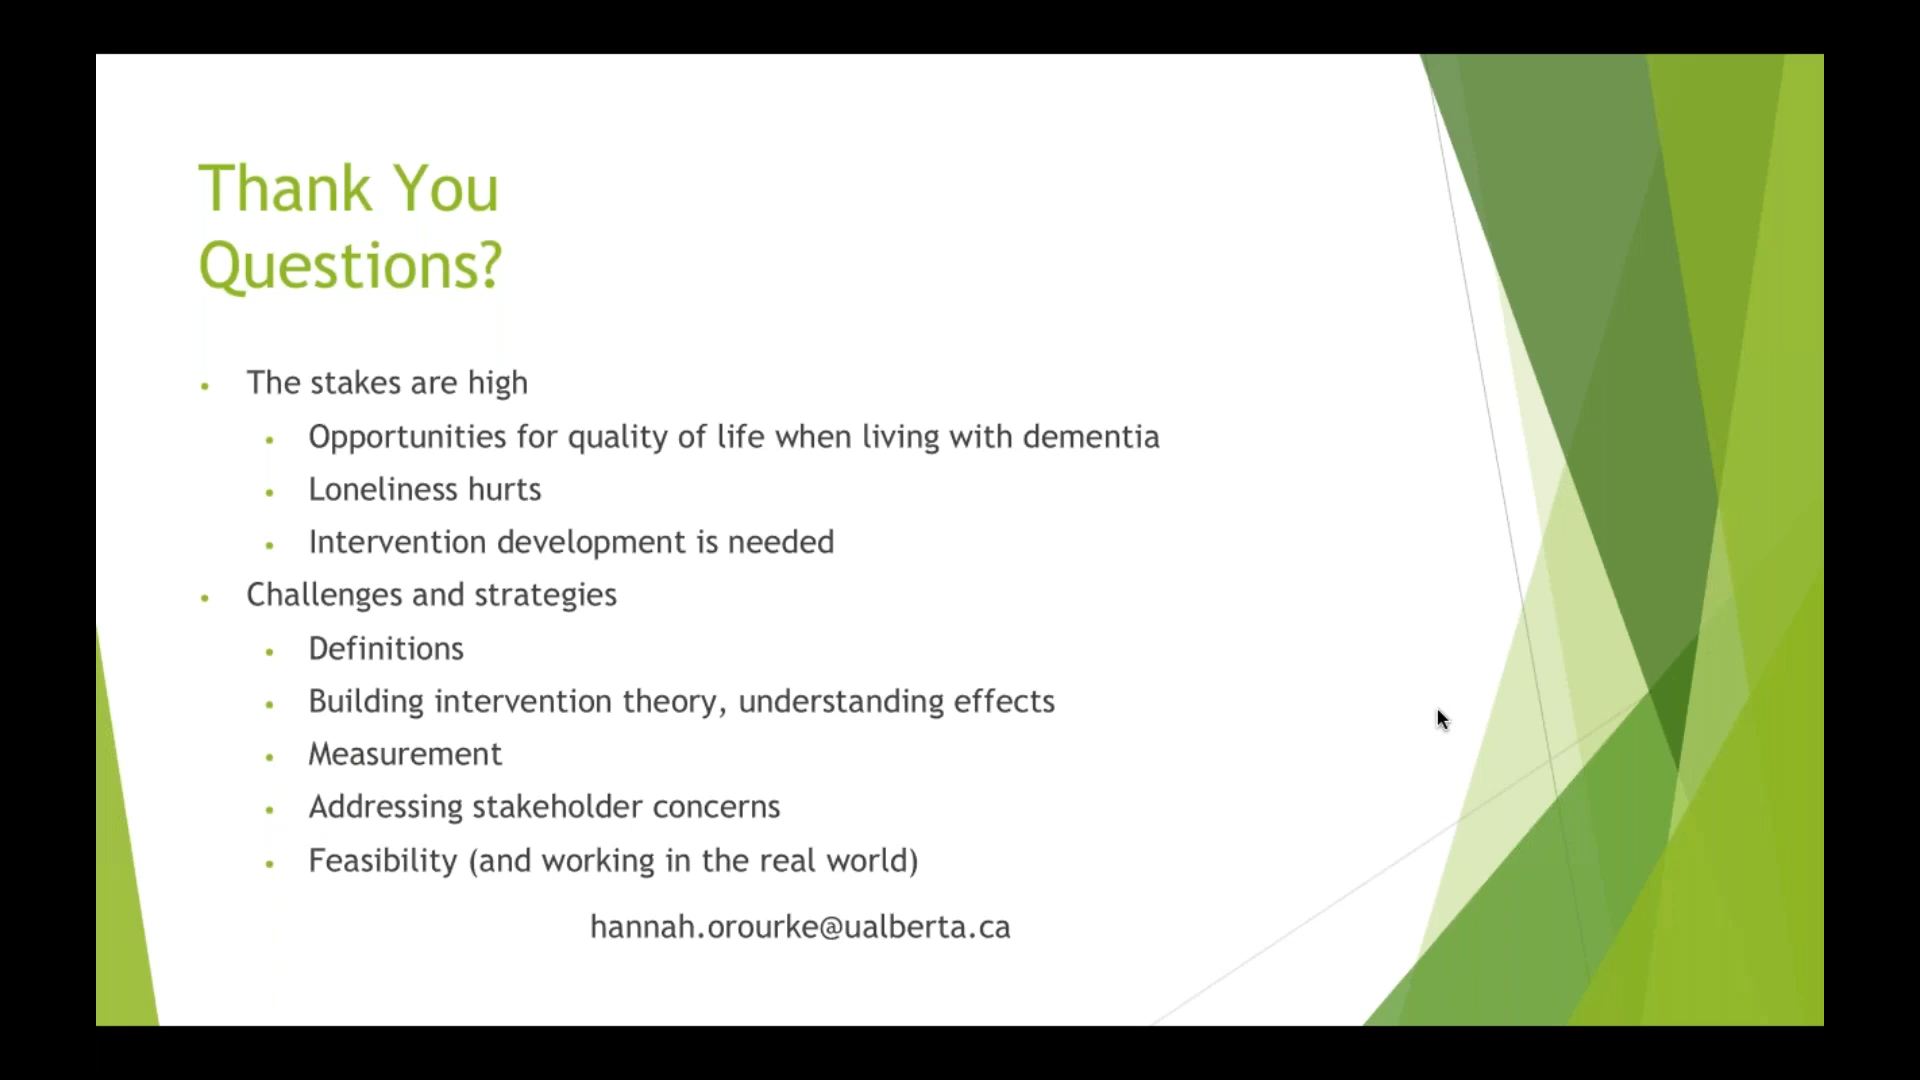 Thank You
Questions?
• The stakes are high
• Opportunities for quality of life when living with dementia
• Loneliness hurts
• Intervention development is needed
• Challenges and strategies
• Definitions
• Building intervention theory, understanding effects
• Measurement
• Addressing stakeholder concerns
• Feasibility (and working in the real world)
hannah.orourke@ualberta.ca